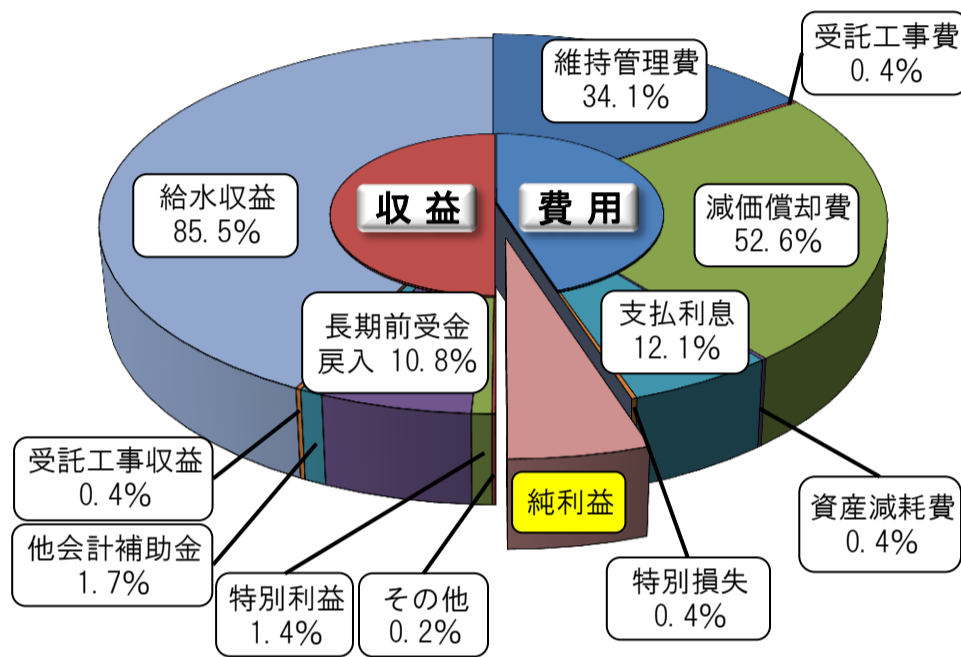 維持管理費
34.1%
受託工事費
0.4%
給水収益
85.5%
収益
費用
減価償却費
52.6%
長期前受金
戻入 10.8%
支払利息
12.1%
受託工事収益
0.4%
純利益
資産減耗費
0.4%
他会計補助金
1.7%
特別利益
1.4%
その他
0.2%
特別損失
0.4%